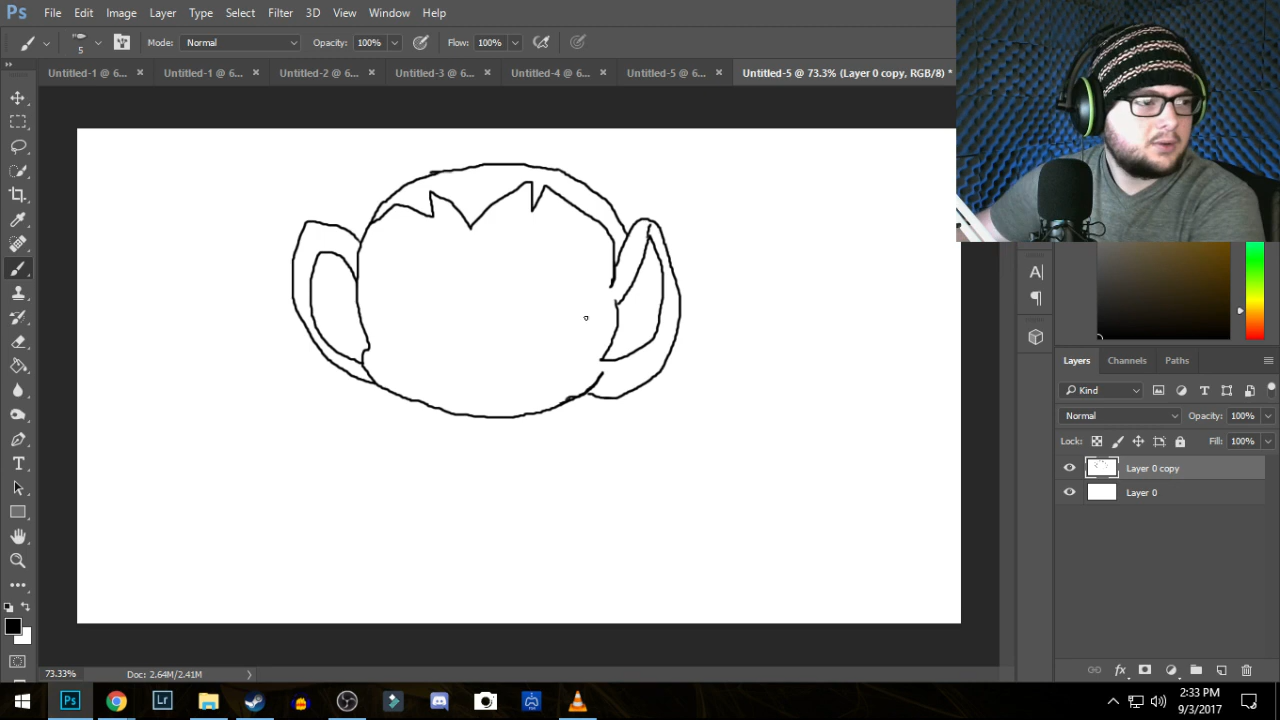 Ps File Edit Image Layer Type Select Filter 3D View Window Help
5 Mode: Normal Opacity: 100% Flow: 100%
Untitled-1 @ 6... × Untitled-1 @ 6... × Untitled-2 @ 6... × Untitled-3 @ 6... × Untitled-4 @ 6... × Untitled-5 @ 6... × Untitled-5 @ 73.3% (Layer 0 copy, RGB/8) *
A|
Layers Channels Paths
Kind
Normal Opacity: 100%
Lock: Fill: 100%
Layer 0 copy
Layer 0
73.33% Doc: 2.64M/2.41M
Ps Lr
2:33 PM
9/3/2017